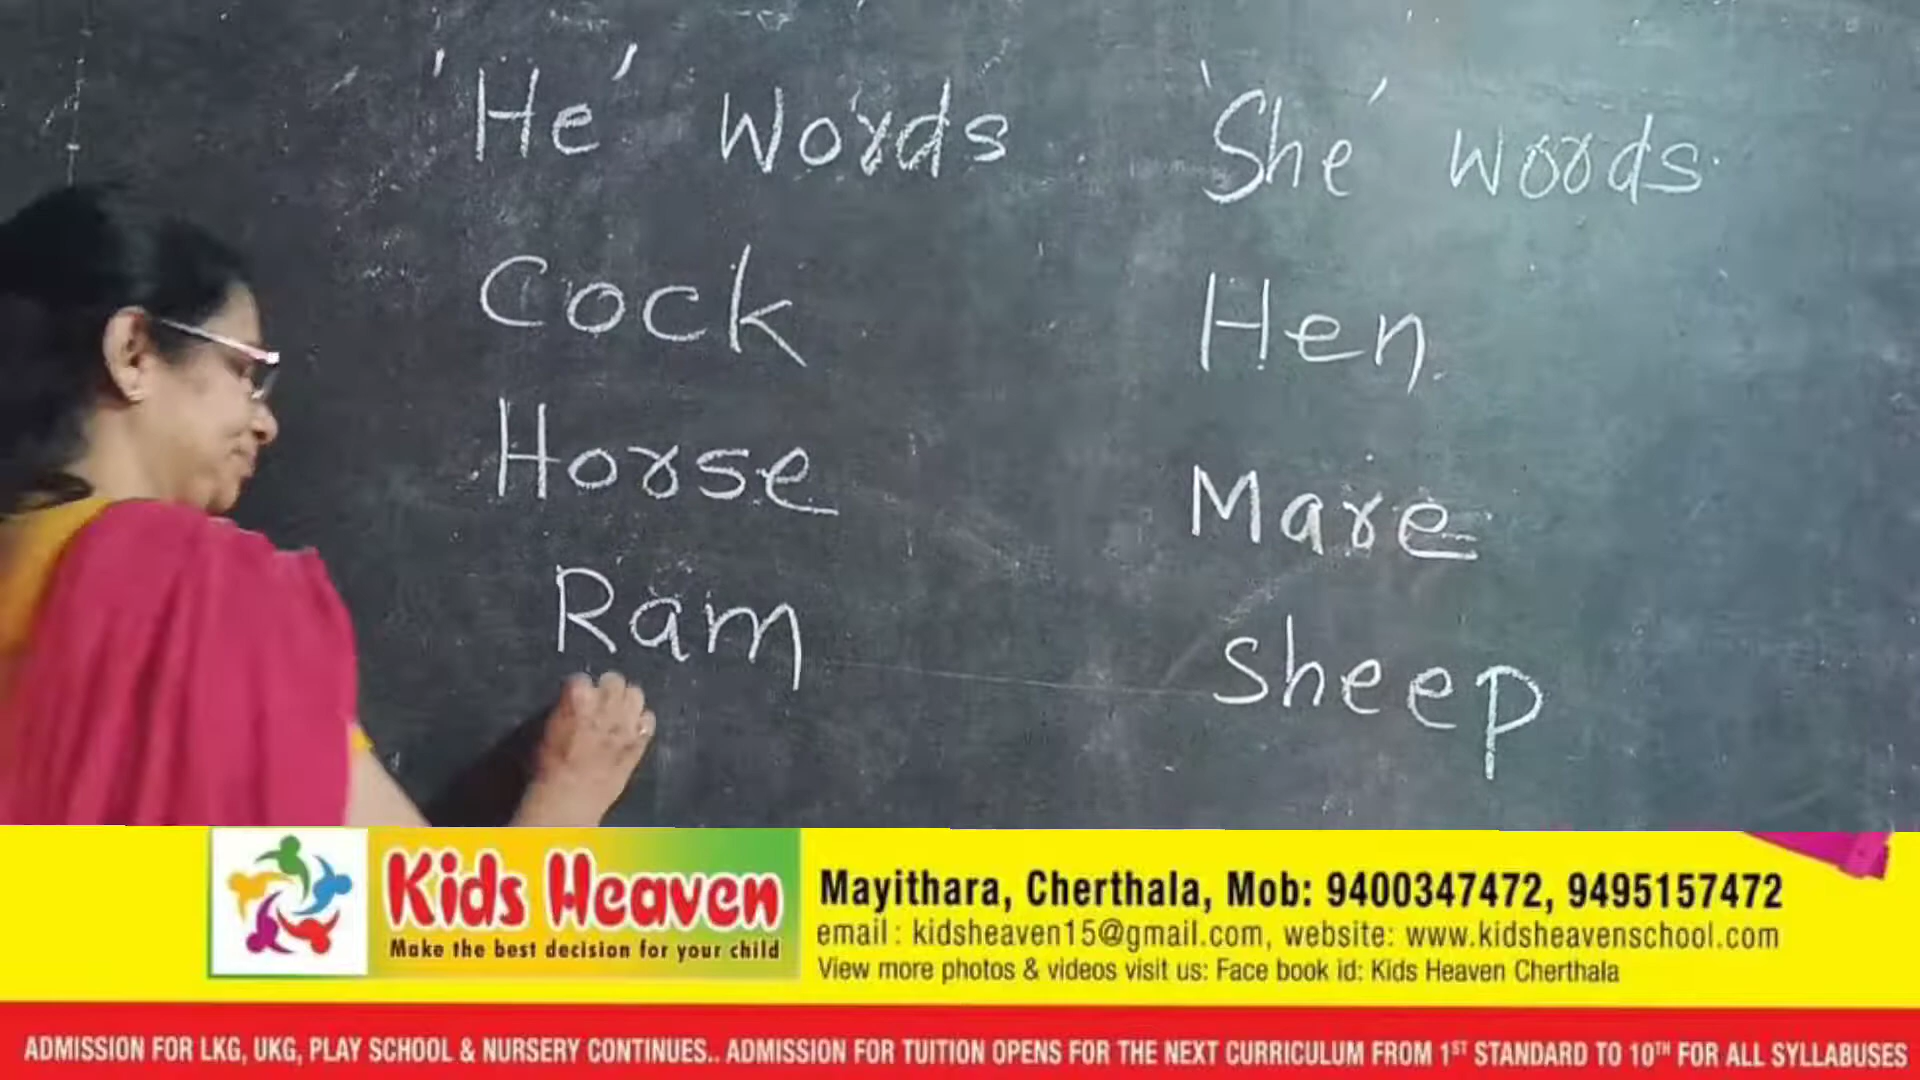 'He' Words 'She' words
Cock Hen
Horse Mare
Ram Sheep
Kids Heaven
Make the best decision for your child
Mayithara, Cherthala, Mob: 9400347472, 9495157472
email : kidsheaven15@gmail.com, website: www.kidsheavenschool.com
View more photos & videos visit us: Face book id: Kids Heaven Cherthala
ADMISSION FOR LKG, UKG, PLAY SCHOOL & NURSERY CONTINUES.. ADMISSION FOR TUITION OPENS FOR THE NEXT CURRICULUM FROM 1ST STANDARD TO 10TH FOR ALL SYLLABUSES